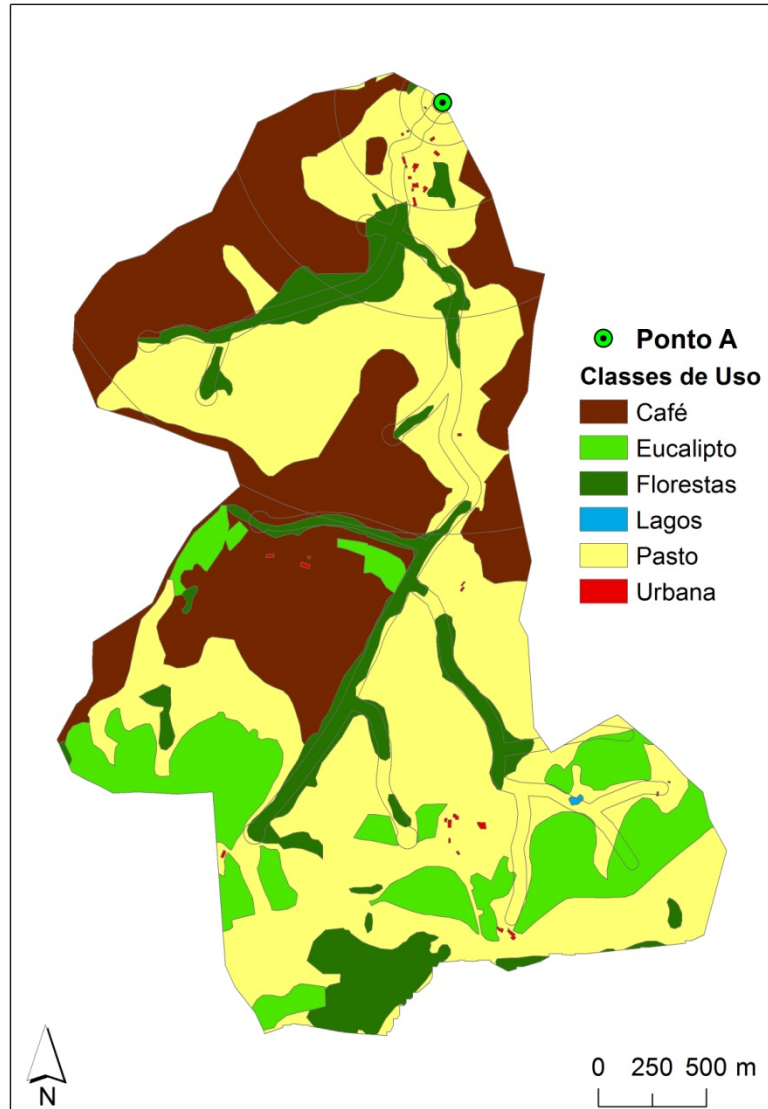 Ponto A
Classes de Uso
Café
Eucalipto
Florestas
Lagos
Pasto
Urbana
N
0 250 500 m